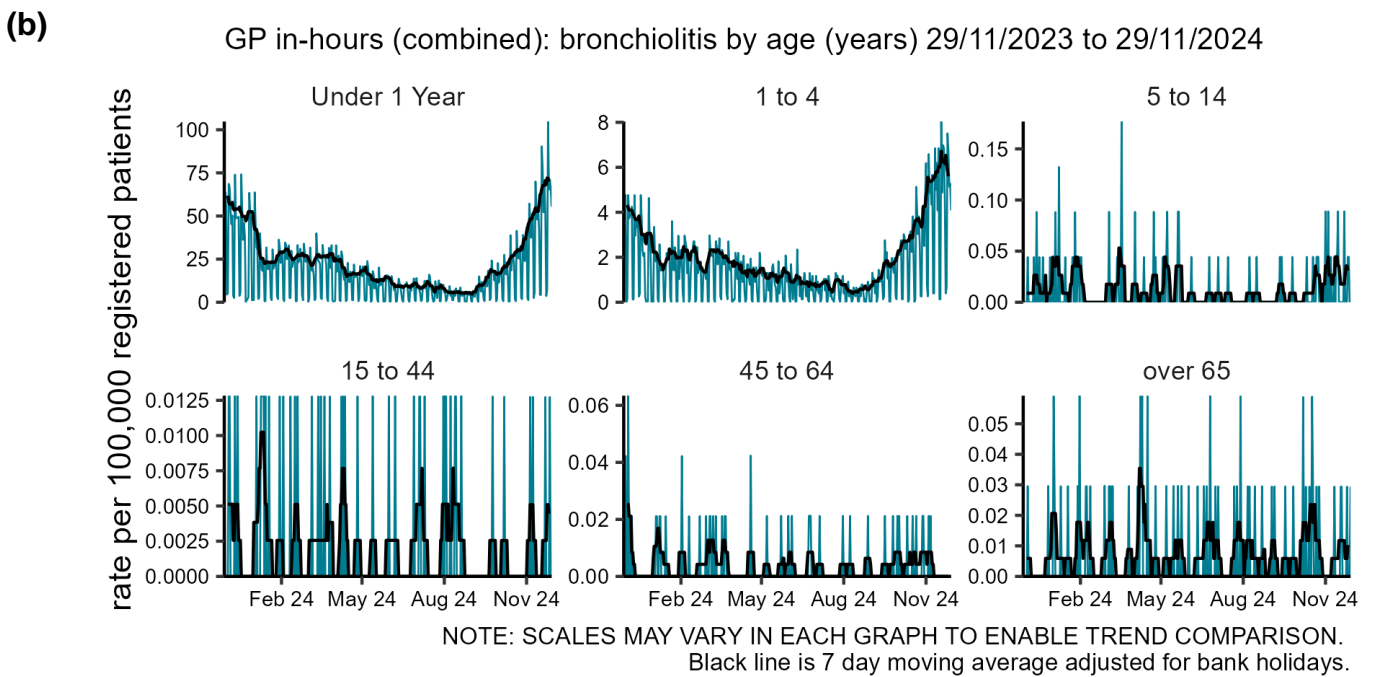 (b)
GP in-hours (combined): bronchiolitis by age (years) 29/11/2023 to 29/11/2024
rate per 100,000 registered patients
Under 1 Year
100
75
50
25
0
1 to 4
8
6
4
2
0
5 to 14
0.15
0.10
0.05
0.00
15 to 44
0.0125
0.0100
0.0075
0.0050
0.0025
0.0000
Feb 24 May 24 Aug 24 Nov 24
45 to 64
0.06
0.04
0.02
0.00
Feb 24 May 24 Aug 24 Nov 24
over 65
0.05
0.04
0.03
0.02
0.01
0.00
Feb 24 May 24 Aug 24 Nov 24
NOTE: SCALES MAY VARY IN EACH GRAPH TO ENABLE TREND COMPARISON.
Black line is 7 day moving average adjusted for bank holidays.